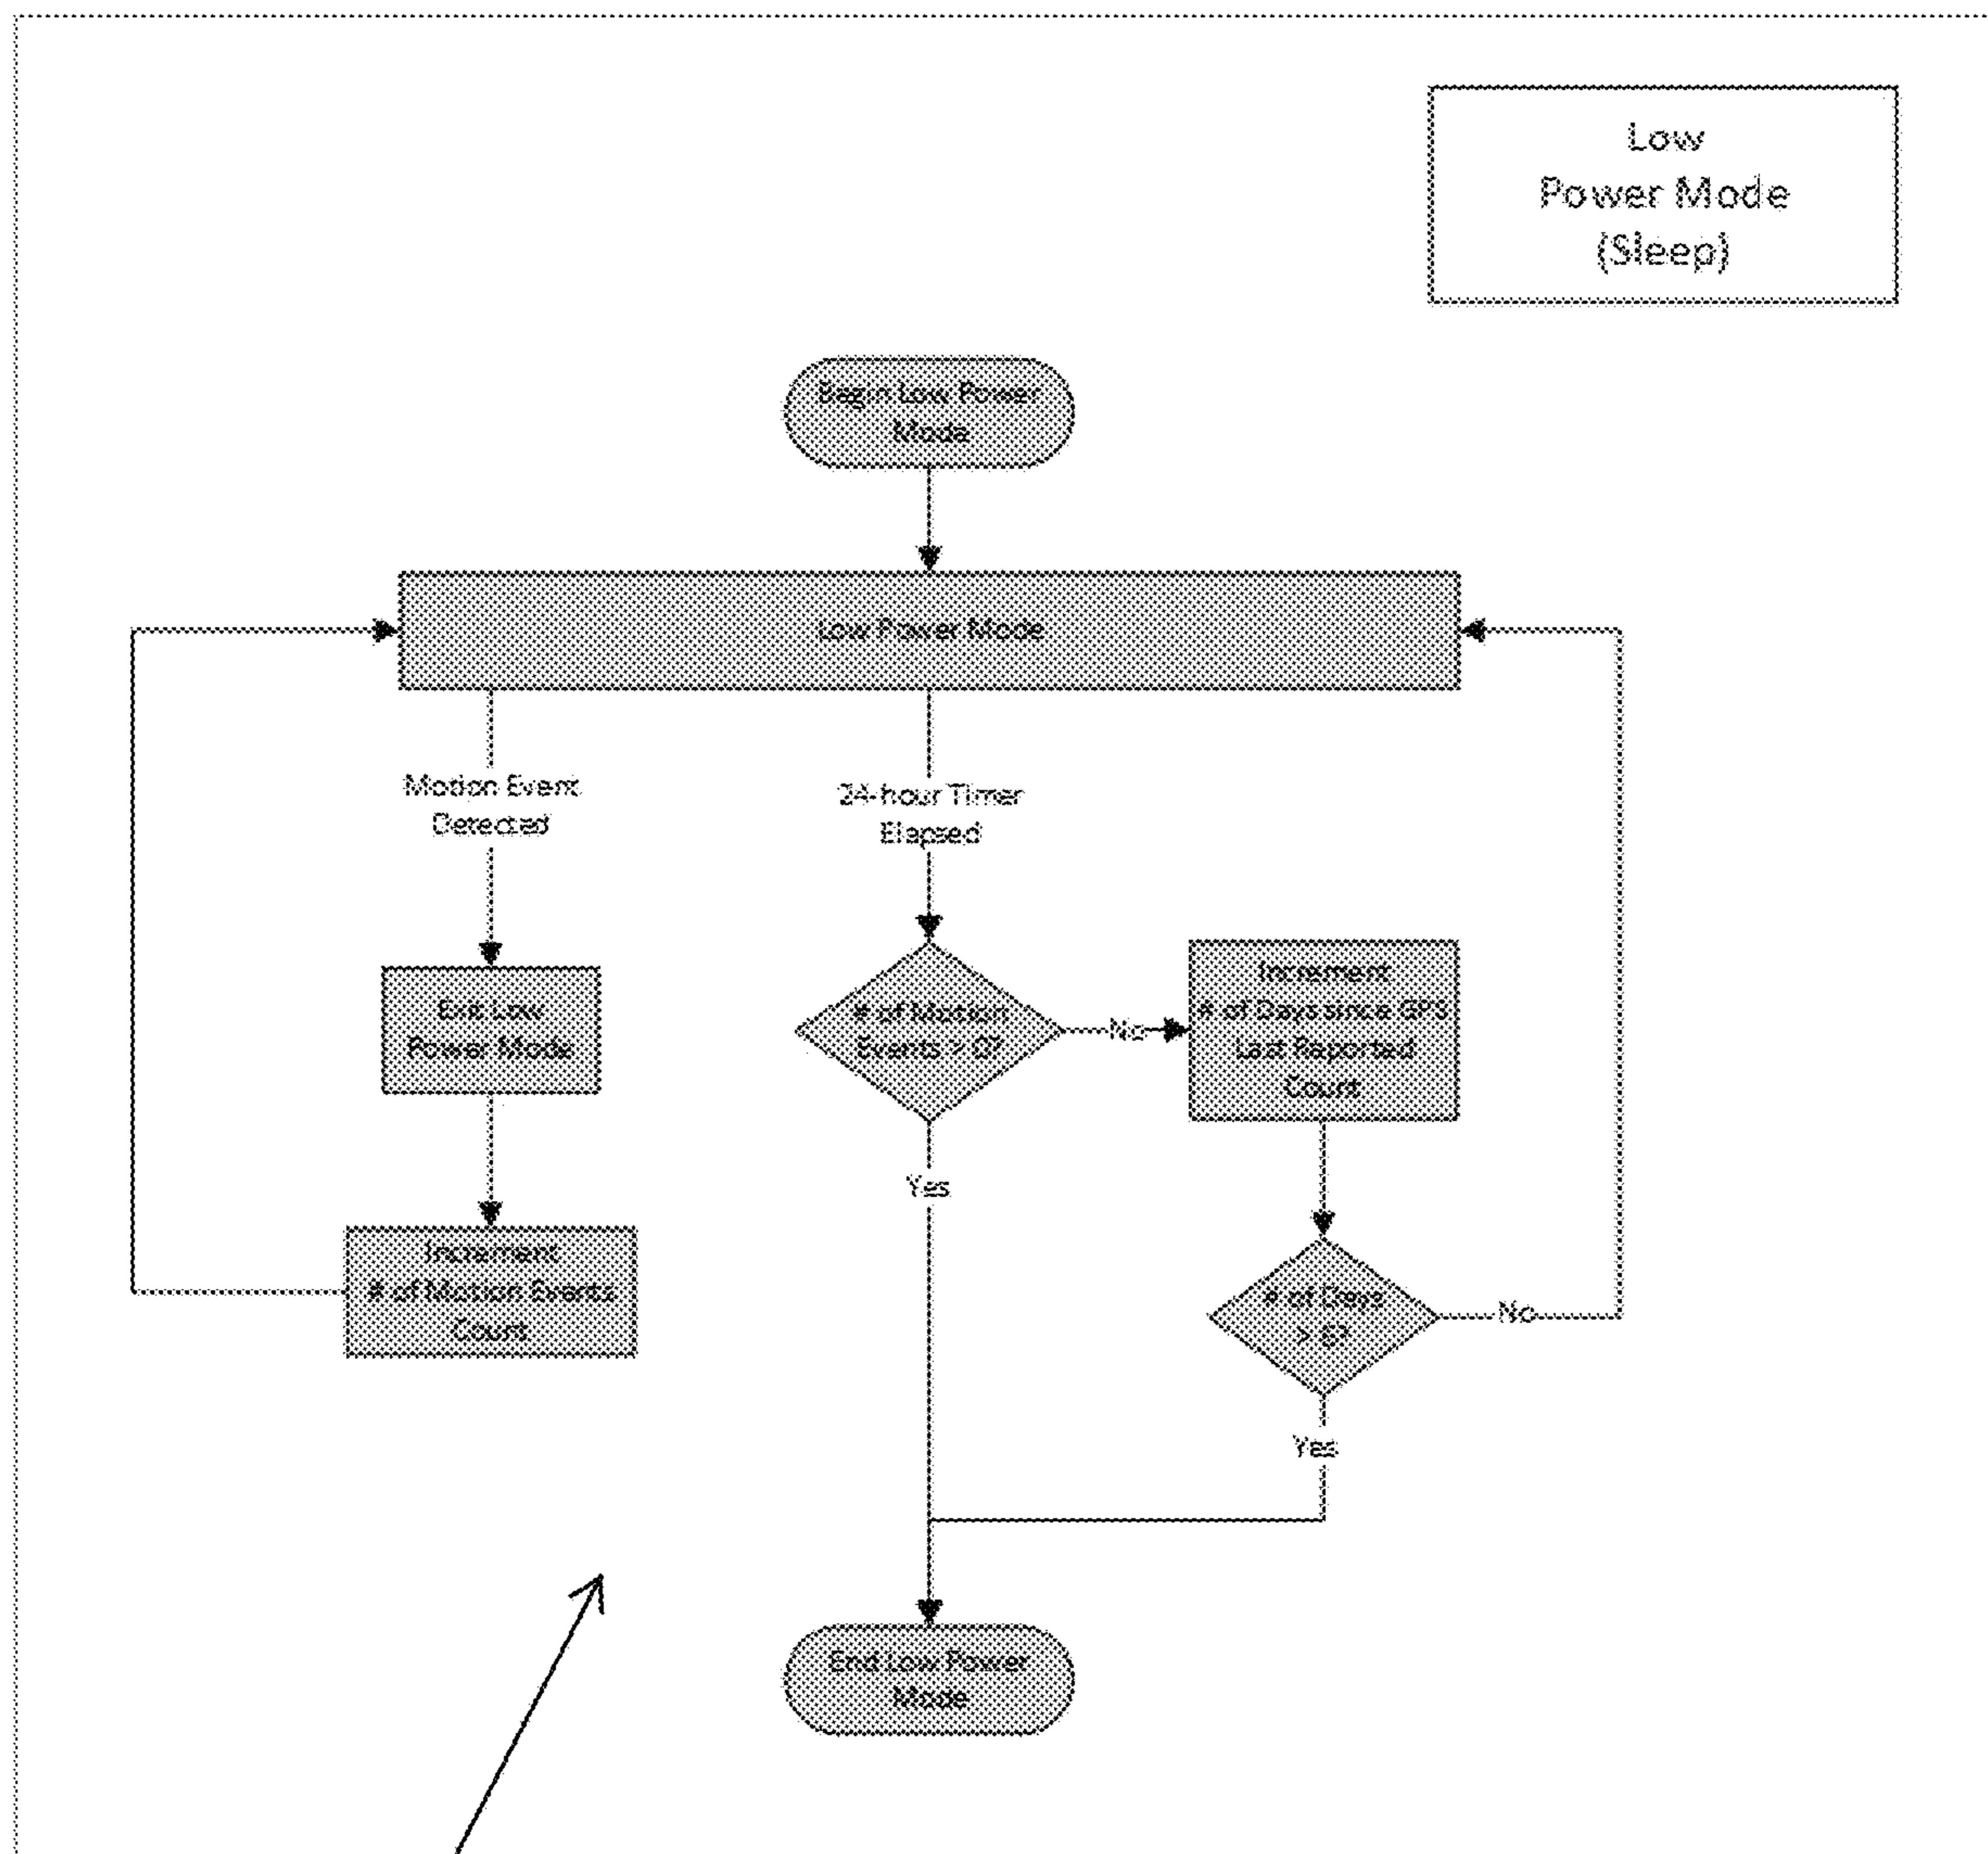 Low
Power Mode
(Sleep)
Begin Low Power
Mode
Low Power Mode
Motion Event
Detected
24-hour Timer
Elapsed
Exit Low
Power Mode
# of Motion
Events > 0?
No
Increment
# of Days since GPS
Last Reported
Count
Yes
Increment
# of Motion Events
Count
# of Days
>
No
Yes
End Low Power
Mode